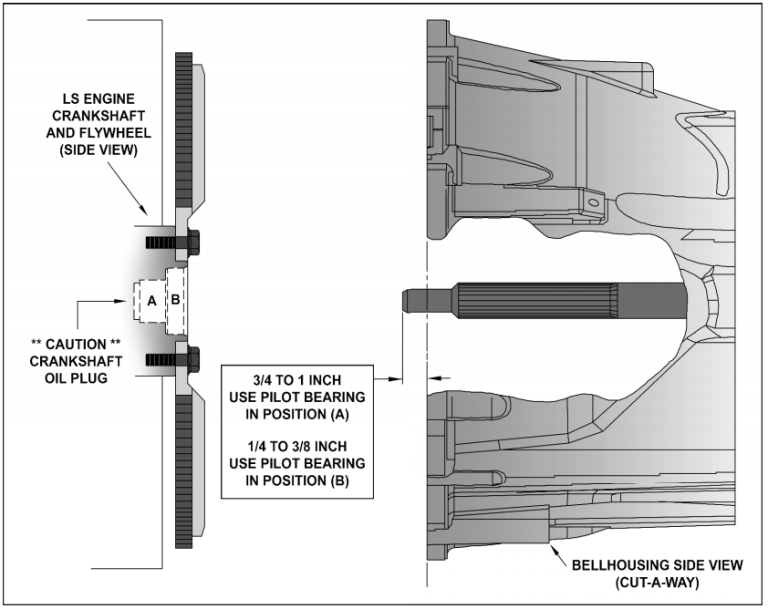 LS ENGINE
CRANKSHAFT
AND FLYWHEEL
(SIDE VIEW)
A
B
** CAUTION **
CRANKSHAFT
OIL PLUG
3/4 TO 1 INCH
USE PILOT BEARING
IN POSITION (A)
1/4 TO 3/8 INCH
USE PILOT BEARING
IN POSITION (B)
BELLHOUSING SIDE VIEW
(CUT-A-WAY)